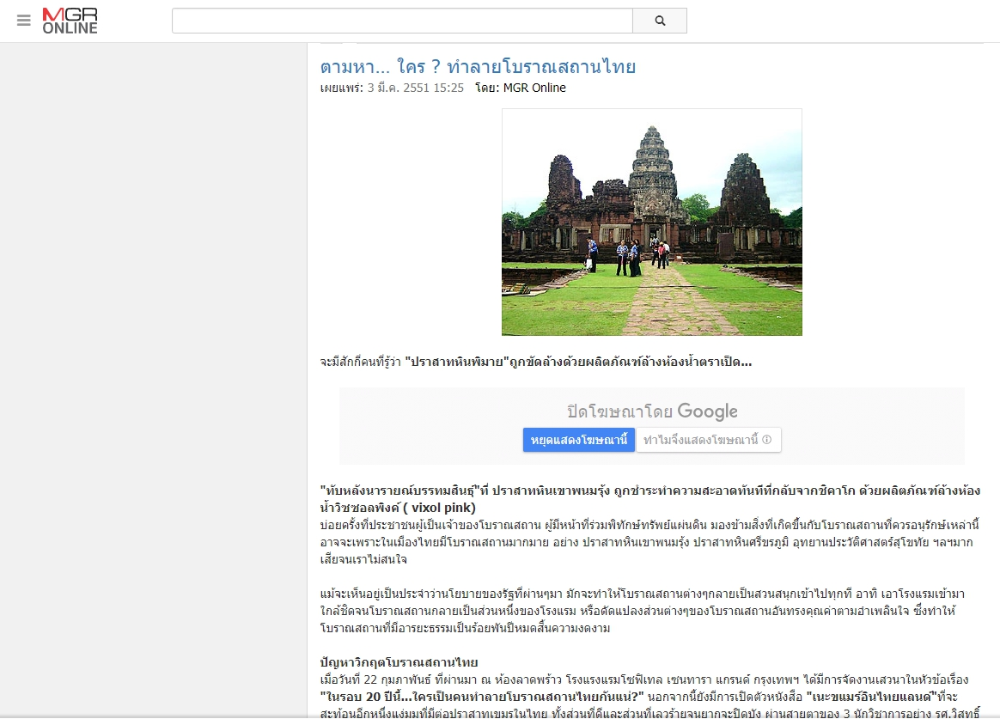 MGR
ONLINE
ตามหา... ใคร ? ทำลายโบราณสถานไทย
เผยแพร่: 3 มี.ค. 2551 15:25   โดย: MGR Online
จะมีสักกี่คนที่รู้ว่า "ปราสาทหินพิมาย"ถูกขัดล้างด้วยผลิตภัณฑ์ล้างห้องน้ำตราเป็ด...
ปิดโฆษณาโดย Google
หยุดแสดงโฆษณานี้ ทำไมจึงแสดงโฆษณานี้
"ทับหลังนารายณ์บรรทมสินธุ์"ที่ ปราสาทหินเขาพนมรุ้ง ถูกชำระทำความสะอาดทันทีที่กลับจากชิคาโก ด้วยผลิตภัณฑ์ล้างห้อง
น้ำวิชชอลพิงค์ ( vixol pink)
บ่อยครั้งที่ประชาชนผู้เป็นเจ้าของโบราณสถาน ผู้มีหน้าที่ร่วมพิทักษ์ทรัพย์แผ่นดิน มองข้ามสิ่งที่เกิดขึ้นกับโบราณสถานที่ควรอนุรักษ์เหล่านี้
อาจจะเพราะในเมืองไทยมีโบราณสถานมากมาย อย่าง ปราสาทหินเขาพนมรุ้ง ปราสาทหินศรีขรภูมิ อุทยานประวัติศาสตร์สุโขทัย ฯลฯมาก
เสียจนเราไม่สนใจ
แม้จะเห็นอยู่เป็นประจำว่านโยบายของรัฐที่ผ่านๆมา มักจะทำให้โบราณสถานต่างๆกลายเป็นสวนสนุกเข้าไปทุกที อาทิ เอาโรงแรมเข้ามา
ใกล้ชิดจนโบราณสถานกลายเป็นส่วนหนึ่งของโรงแรม หรือดัดแปลงส่วนต่างๆของโบราณสถานอันทรงคุณค่าตามอำเพลินใจ ซึ่งทำให้
โบราณสถานที่มีอารยะธรรมเป็นร้อยพันปีหมดสิ้นความงดงาม
ปัญหาวิกฤตโบราณสถานไทย
เมื่อวันที่ 22 กุมภาพันธ์ ที่ผ่านมา ณ ห้องลาดพร้าว โรงแรงแรมโซฟิเทล เซนทารา แกรนด์ กรุงเทพฯ ได้มีการจัดงานเสวนาในหัวข้อเรื่อง
"ในรอบ 20 ปีนี้...ใครเป็นคนทำลายโบราณสถานไทยกันแน่?" นอกจากนี้ยังมีการเปิดตัวหนังสือ "เนะขแมร์อินไทยแลนด์"ที่จะ
สะท้อนอีกหนึ่งแง่มุมที่มีต่อปราสาทเขมรในไทย ทั้งส่วนที่ดีและส่วนที่เลวร้ายจนยากจะปิดบัง ผ่านสายตาของ 3 นักวิชาการอย่าง รศ.วิสุทธิ์